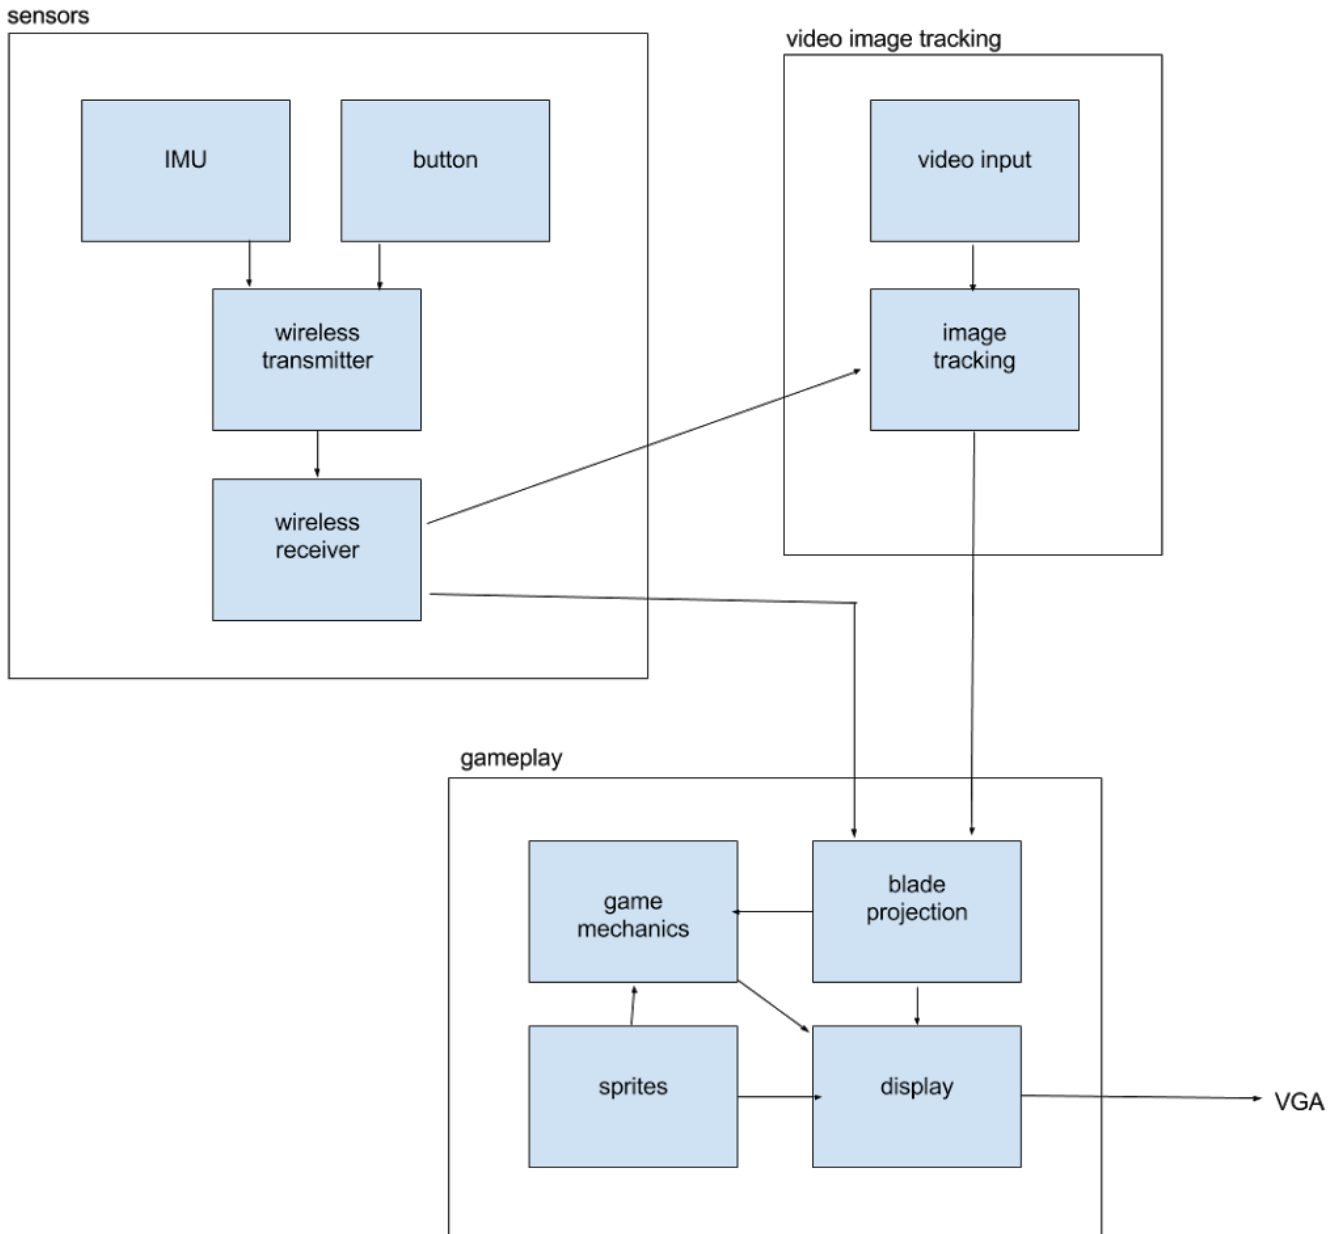 sensors
IMU
button
wireless
transmitter
wireless
receiver
video image tracking
video input
image
tracking
gameplay
game
mechanics
blade
projection
sprites
display
VGA